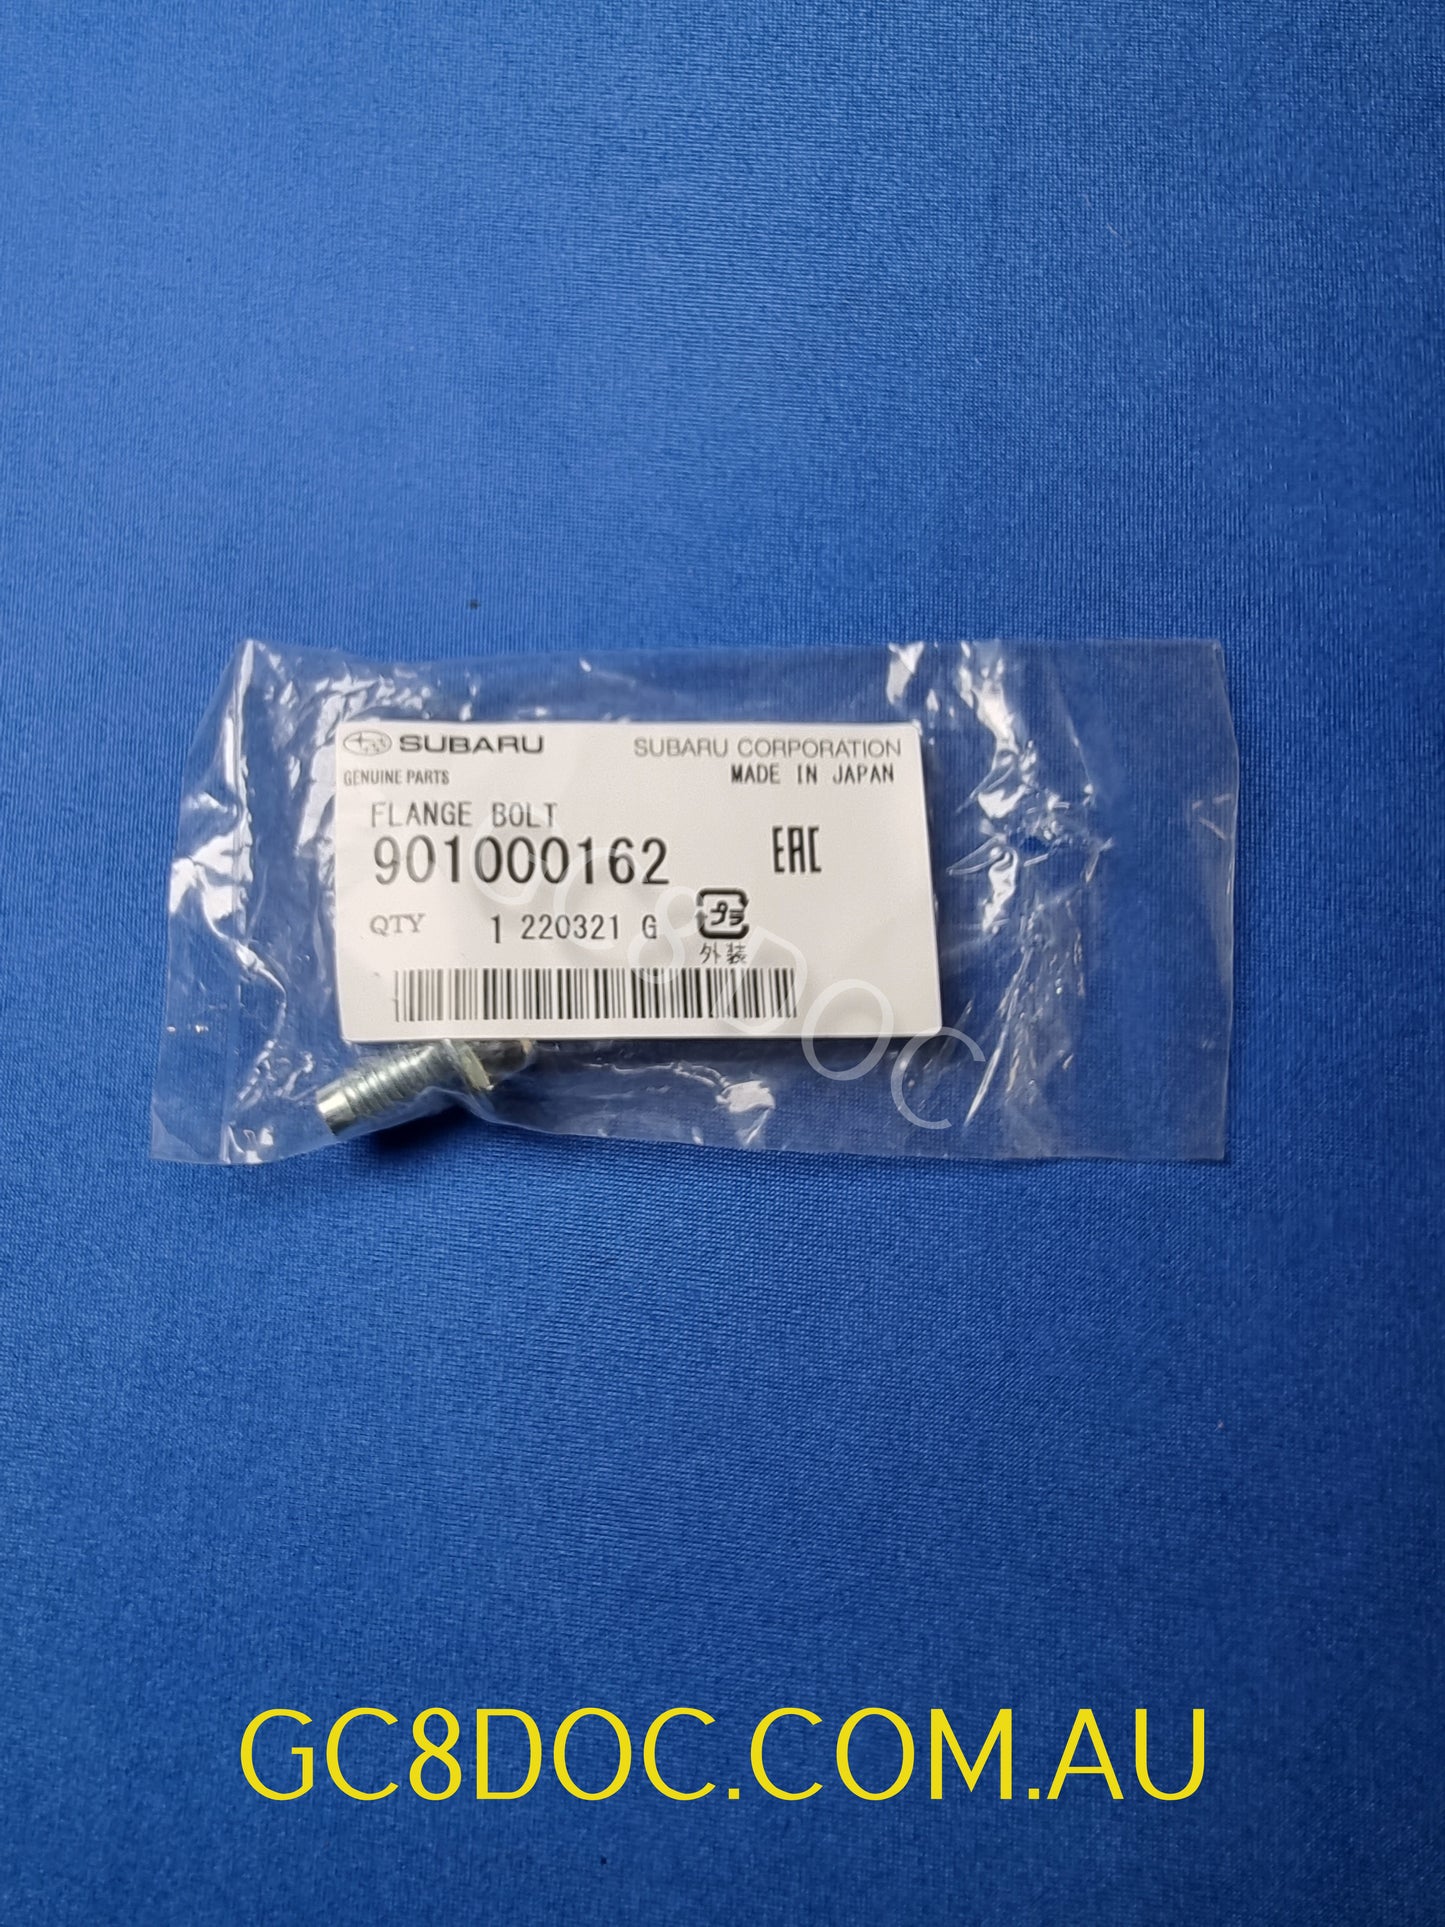 SUBARU
SUBARU CORPORATION
GENUINE PARTS
MADE IN JAPAN
FLANGE BOLT
901000162
EAC
QTY 1 220321 G
プラ
外装
GC8DOC
GC8DOC.COM.AU